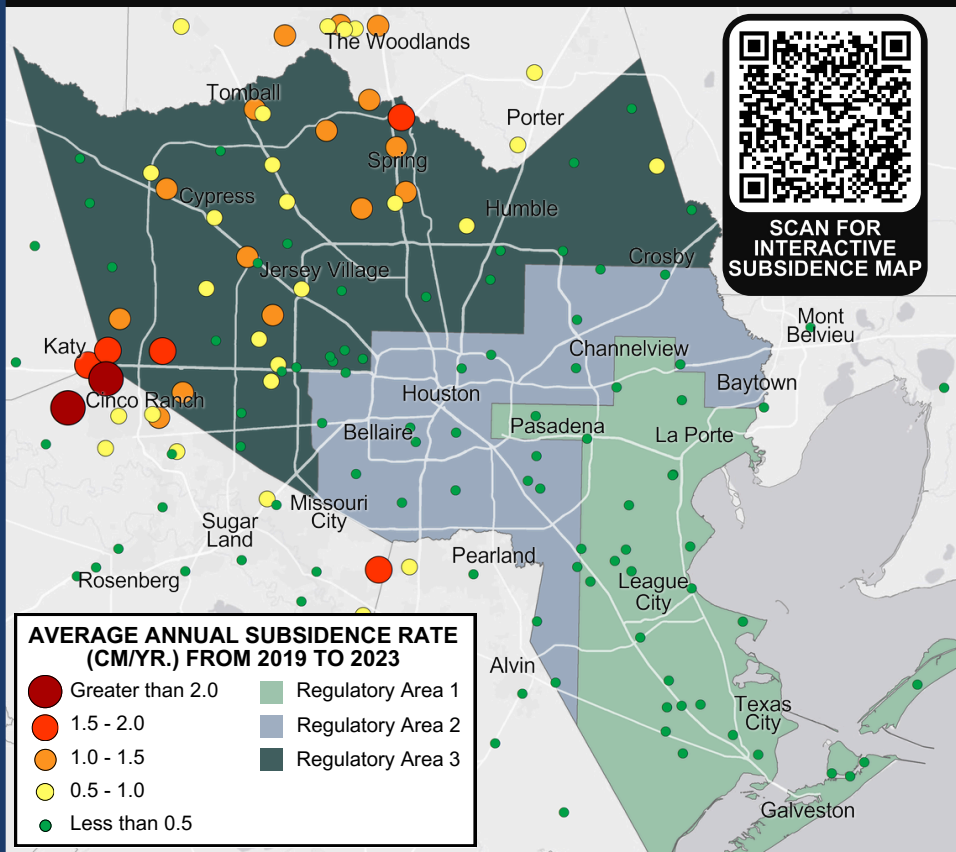 The Woodlands
Tomball
Porter
Spring
Cypress
Humble
Crosby
Jersey Village
SCAN FOR
INTERACTIVE
SUBSIDENCE MAP
Mont
Belvieu
Katy
Channelview
Baytown
Cinco Ranch
Houston
Bellaire
Pasadena
La Porte
Missouri
City
Sugar
Land
Pearland
Rosenberg
League
City
Alvin
Texas
City
Galveston
AVERAGE ANNUAL SUBSIDENCE RATE
(CM/YR.) FROM 2019 TO 2023
Greater than 2.0
1.5 - 2.0
1.0 - 1.5
0.5 - 1.0
Less than 0.5
Regulatory Area 1
Regulatory Area 2
Regulatory Area 3